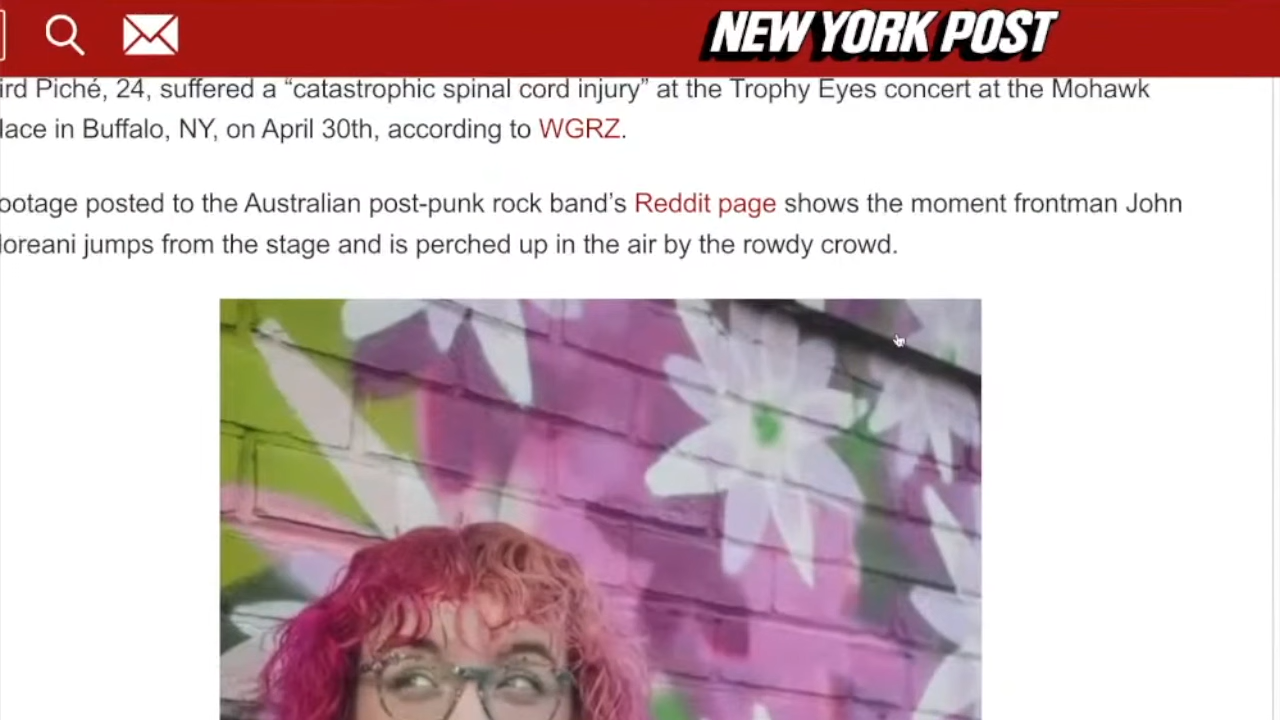 NEW YORK POST
ird Piché, 24, suffered a “catastrophic spinal cord injury” at the Trophy Eyes concert at the Mohawk
lace in Buffalo, NY, on April 30th, according to WGRZ.
ootage posted to the Australian post-punk rock band’s Reddit page shows the moment frontman John
loreani jumps from the stage and is perched up in the air by the rowdy crowd.